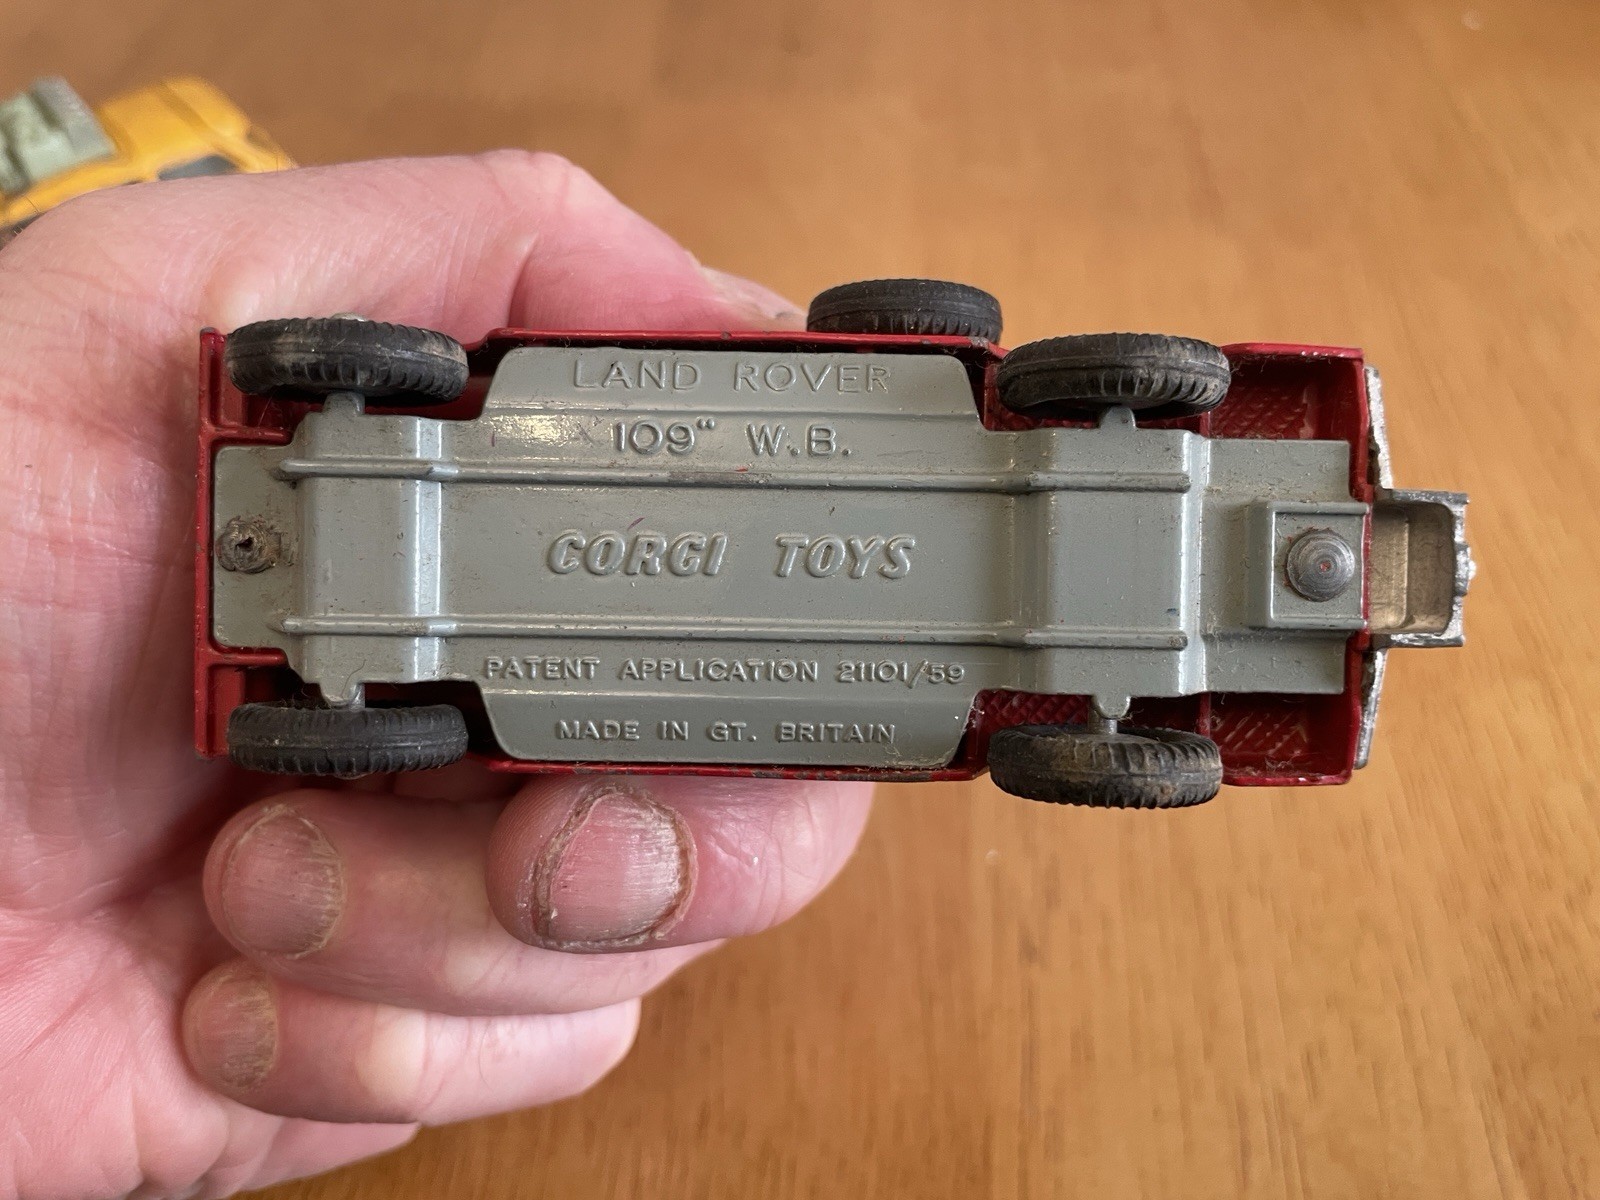 LAND ROVER
109" W.B.
CORGI TOYS
PATENT APPLICATION 21101/59
MADE IN GT. BRITAIN